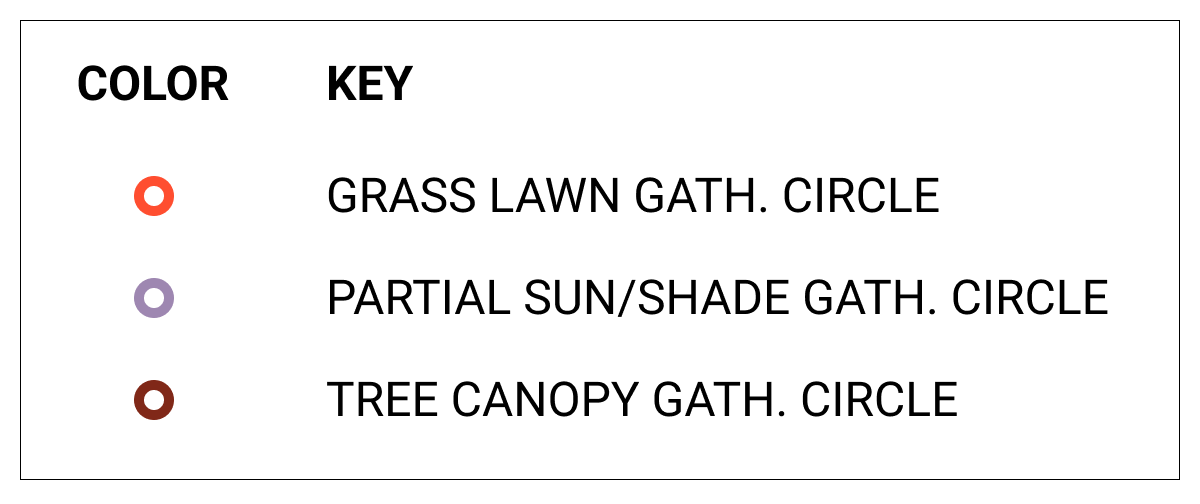 COLOR KEY
GRASS LAWN GATH. CIRCLE
PARTIAL SUN/SHADE GATH. CIRCLE
TREE CANOPY GATH. CIRCLE